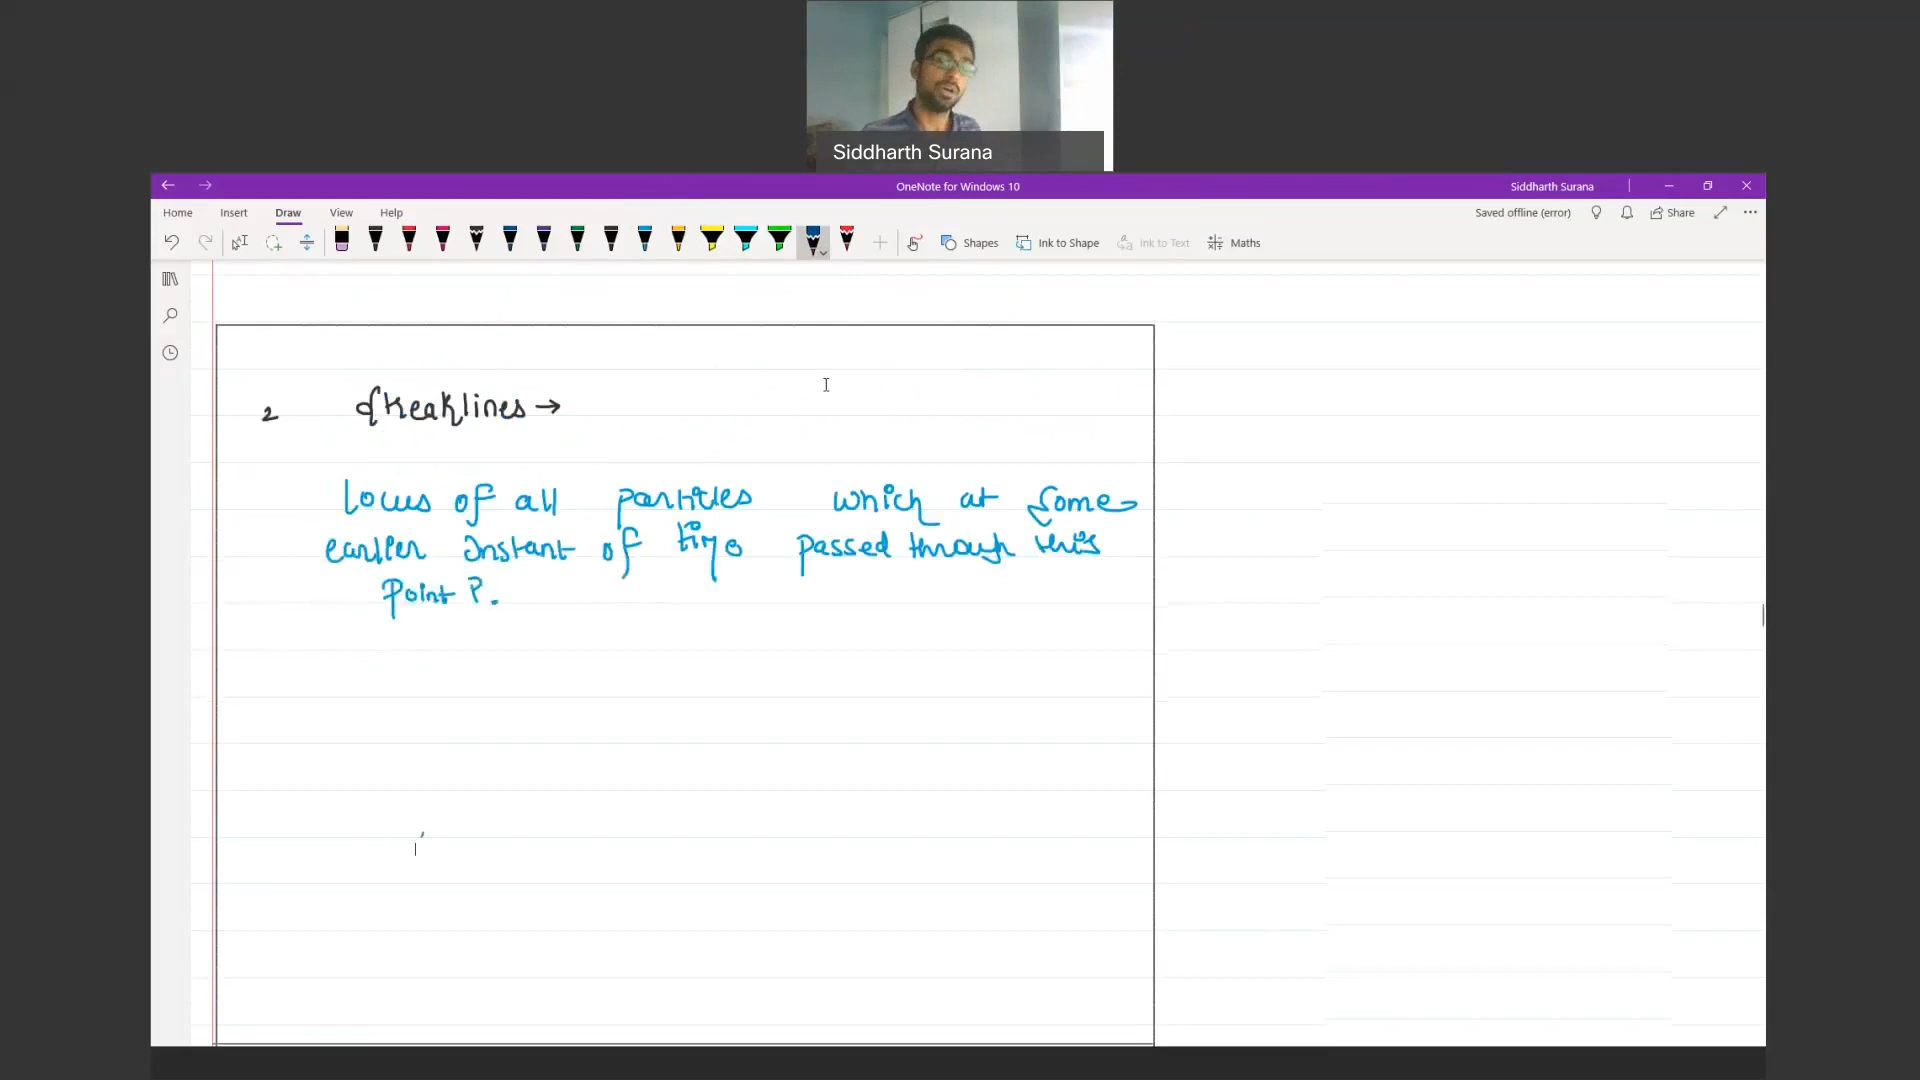 Siddharth Surana
OneNote for Windows 10
Siddharth Surana
Home Insert Draw View Help
Saved offline (error) Share
Shapes Ink to Shape Ink to Text Maths
2 Streaklines →
Locus of all particles which at some
earlier instant of time passed through this
point P.